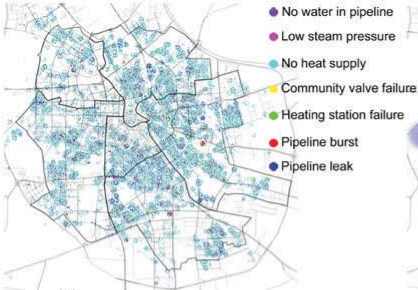 No water in pipeline
Low steam pressure
No heat supply
Community valve failure
Heating station failure
Pipeline burst
Pipeline leak